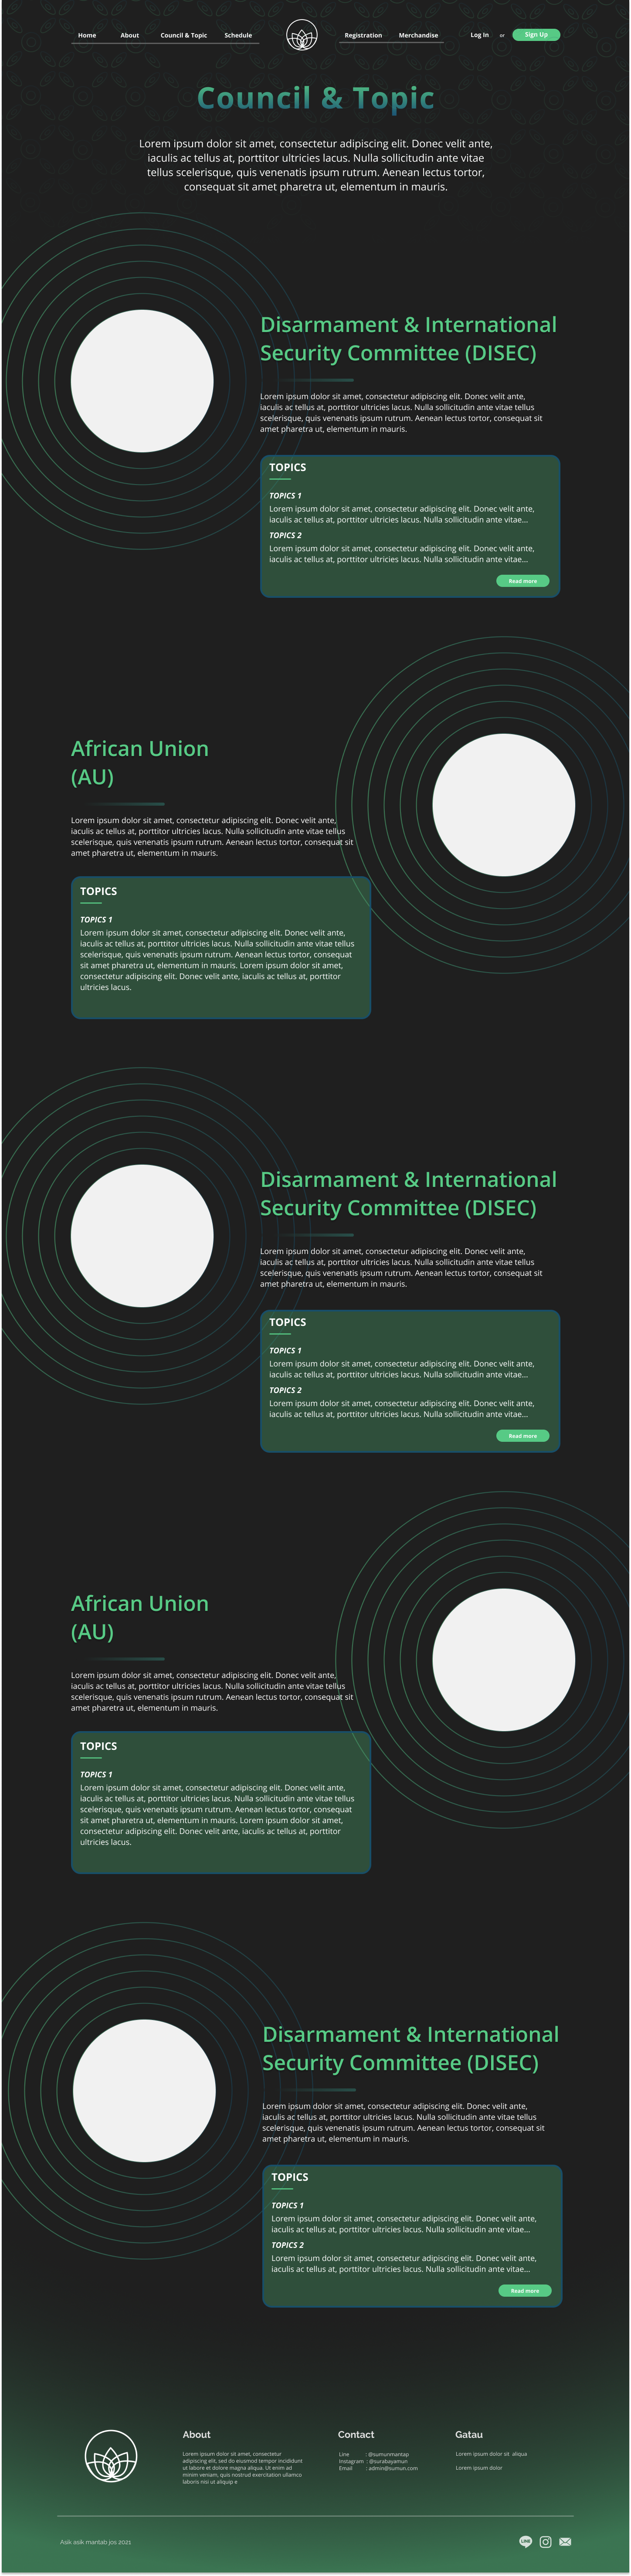 Home About Council & Topic Schedule Registration Merchandise Log In or Sign Up
Council & Topic
Lorem ipsum dolor sit amet, consectetur adipiscing elit. Donec velit ante,
iaculis ac tellus at, porttitor ultricies lacus. Nulla sollicitudin ante vitae
tellus scelerisque, quis venenatis ipsum rutrum. Aenean lectus tortor,
consequat sit amet pharetra ut, elementum in mauris.
Disarmament & International
Security Committee (DISEC)
Lorem ipsum dolor sit amet, consectetur adipiscing elit. Donec velit ante,
iaculis ac tellus at, porttitor ultricies lacus. Nulla sollicitudin ante vitae tellus
scelerisque, quis venenatis ipsum rutrum. Aenean lectus tortor, consequat sit
amet pharetra ut, elementum in mauris.
TOPICS
TOPICS 1
Lorem ipsum dolor sit amet, consectetur adipiscing elit. Donec velit ante,
iaculis ac tellus at, porttitor ultricies lacus. Nulla sollicitudin ante vitae...
TOPICS 2
Lorem ipsum dolor sit amet, consectetur adipiscing elit. Donec velit ante,
iaculis ac tellus at, porttitor ultricies lacus. Nulla sollicitudin ante vitae...
Read more
African Union
(AU)
Lorem ipsum dolor sit amet, consectetur adipiscing elit. Donec velit ante,
iaculis ac tellus at, porttitor ultricies lacus. Nulla sollicitudin ante vitae tellus
scelerisque, quis venenatis ipsum rutrum. Aenean lectus tortor, consequat sit
amet pharetra ut, elementum in mauris.
TOPICS
TOPICS 1
Lorem ipsum dolor sit amet, consectetur adipiscing elit. Donec velit ante,
iaculis ac tellus at, porttitor ultricies lacus. Nulla sollicitudin ante vitae tellus
scelerisque, quis venenatis ipsum rutrum. Aenean lectus tortor, consequat
sit amet pharetra ut, elementum in mauris. Lorem ipsum dolor sit amet,
consectetur adipiscing elit. Donec velit ante, iaculis ac tellus at, porttitor
ultricies lacus.
Disarmament & International
Security Committee (DISEC)
Lorem ipsum dolor sit amet, consectetur adipiscing elit. Donec velit ante,
iaculis ac tellus at, porttitor ultricies lacus. Nulla sollicitudin ante vitae tellus
scelerisque, quis venenatis ipsum rutrum. Aenean lectus tortor, consequat sit
amet pharetra ut, elementum in mauris.
TOPICS
TOPICS 1
Lorem ipsum dolor sit amet, consectetur adipiscing elit. Donec velit ante,
iaculis ac tellus at, porttitor ultricies lacus. Nulla sollicitudin ante vitae...
TOPICS 2
Lorem ipsum dolor sit amet, consectetur adipiscing elit. Donec velit ante,
iaculis ac tellus at, porttitor ultricies lacus. Nulla sollicitudin ante vitae...
Read more
African Union
(AU)
Lorem ipsum dolor sit amet, consectetur adipiscing elit. Donec velit ante,
iaculis ac tellus at, porttitor ultricies lacus. Nulla sollicitudin ante vitae tellus
scelerisque, quis venenatis ipsum rutrum. Aenean lectus tortor, consequat sit
amet pharetra ut, elementum in mauris.
TOPICS
TOPICS 1
Lorem ipsum dolor sit amet, consectetur adipiscing elit. Donec velit ante,
iaculis ac tellus at, porttitor ultricies lacus. Nulla sollicitudin ante vitae tellus
scelerisque, quis venenatis ipsum rutrum. Aenean lectus tortor, consequat
sit amet pharetra ut, elementum in mauris. Lorem ipsum dolor sit amet,
consectetur adipiscing elit. Donec velit ante, iaculis ac tellus at, porttitor
ultricies lacus.
Disarmament & International
Security Committee (DISEC)
Lorem ipsum dolor sit amet, consectetur adipiscing elit. Donec velit ante,
iaculis ac tellus at, porttitor ultricies lacus. Nulla sollicitudin ante vitae tellus
scelerisque, quis venenatis ipsum rutrum. Aenean lectus tortor, consequat sit
amet pharetra ut, elementum in mauris.
TOPICS
TOPICS 1
Lorem ipsum dolor sit amet, consectetur adipiscing elit. Donec velit ante,
iaculis ac tellus at, porttitor ultricies lacus. Nulla sollicitudin ante vitae...
TOPICS 2
Lorem ipsum dolor sit amet, consectetur adipiscing elit. Donec velit ante,
iaculis ac tellus at, porttitor ultricies lacus. Nulla sollicitudin ante vitae...
Read more
About
Lorem ipsum dolor sit amet, consectetur
adipiscing elit, sed do eiusmod tempor incididunt
ut labore et dolore magna aliqua. Ut enim ad
minim veniam, quis nostrud exercitation ullamco
laboris nisi ut aliquip e
Contact
Line : @sumunmantap
Instagram : @surabayamun
Email : admin@sumun.com
Gatau
Lorem ipsum dolor sit aliqua
Lorem ipsum dolor
Asik asik mantab jos 2021
LINE